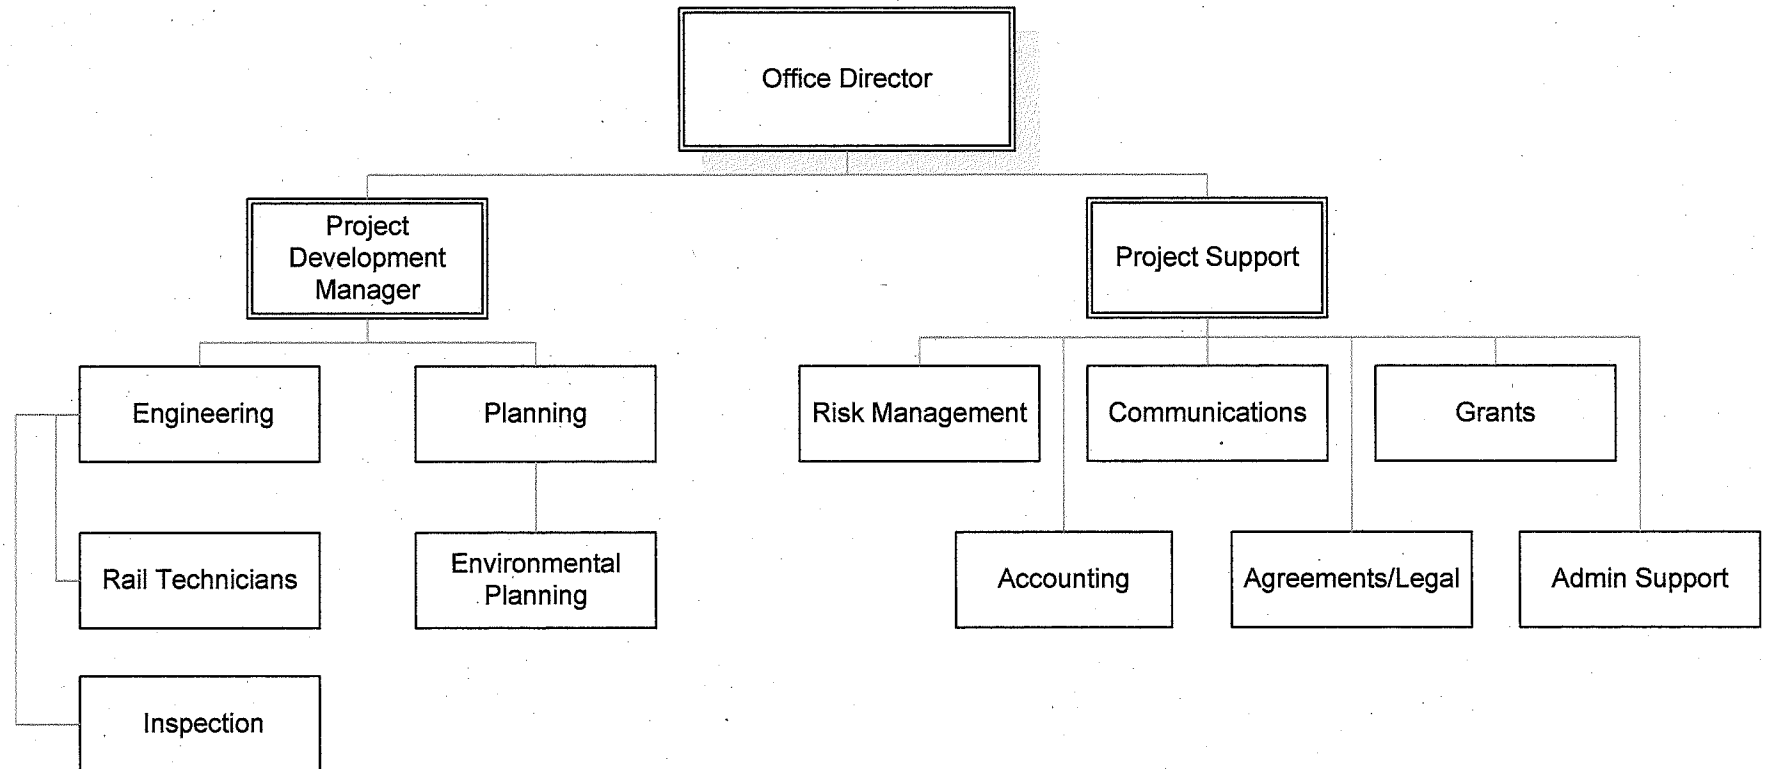 Office Director
Project
Development
Manager
Project Support
Engineering
Planning
Risk Management
Communications
Grants
Rail Technicians
Environmental
Planning
Accounting
Agreements/Legal
Admin Support
Inspection